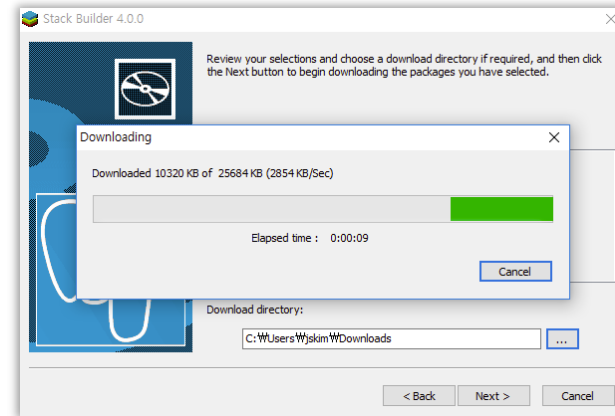 Stack Builder 4.0.0
Review your selections and choose a download directory if required, and then click
the Next button to begin downloading the packages you have selected.
Downloading
Downloaded 10320 KB of 25684 KB (2854 KB/Sec)
Elapsed time : 0:00:09
Cancel
Download directory:
C:₩Users₩jskim₩Downloads
...
< Back
Next >
Cancel